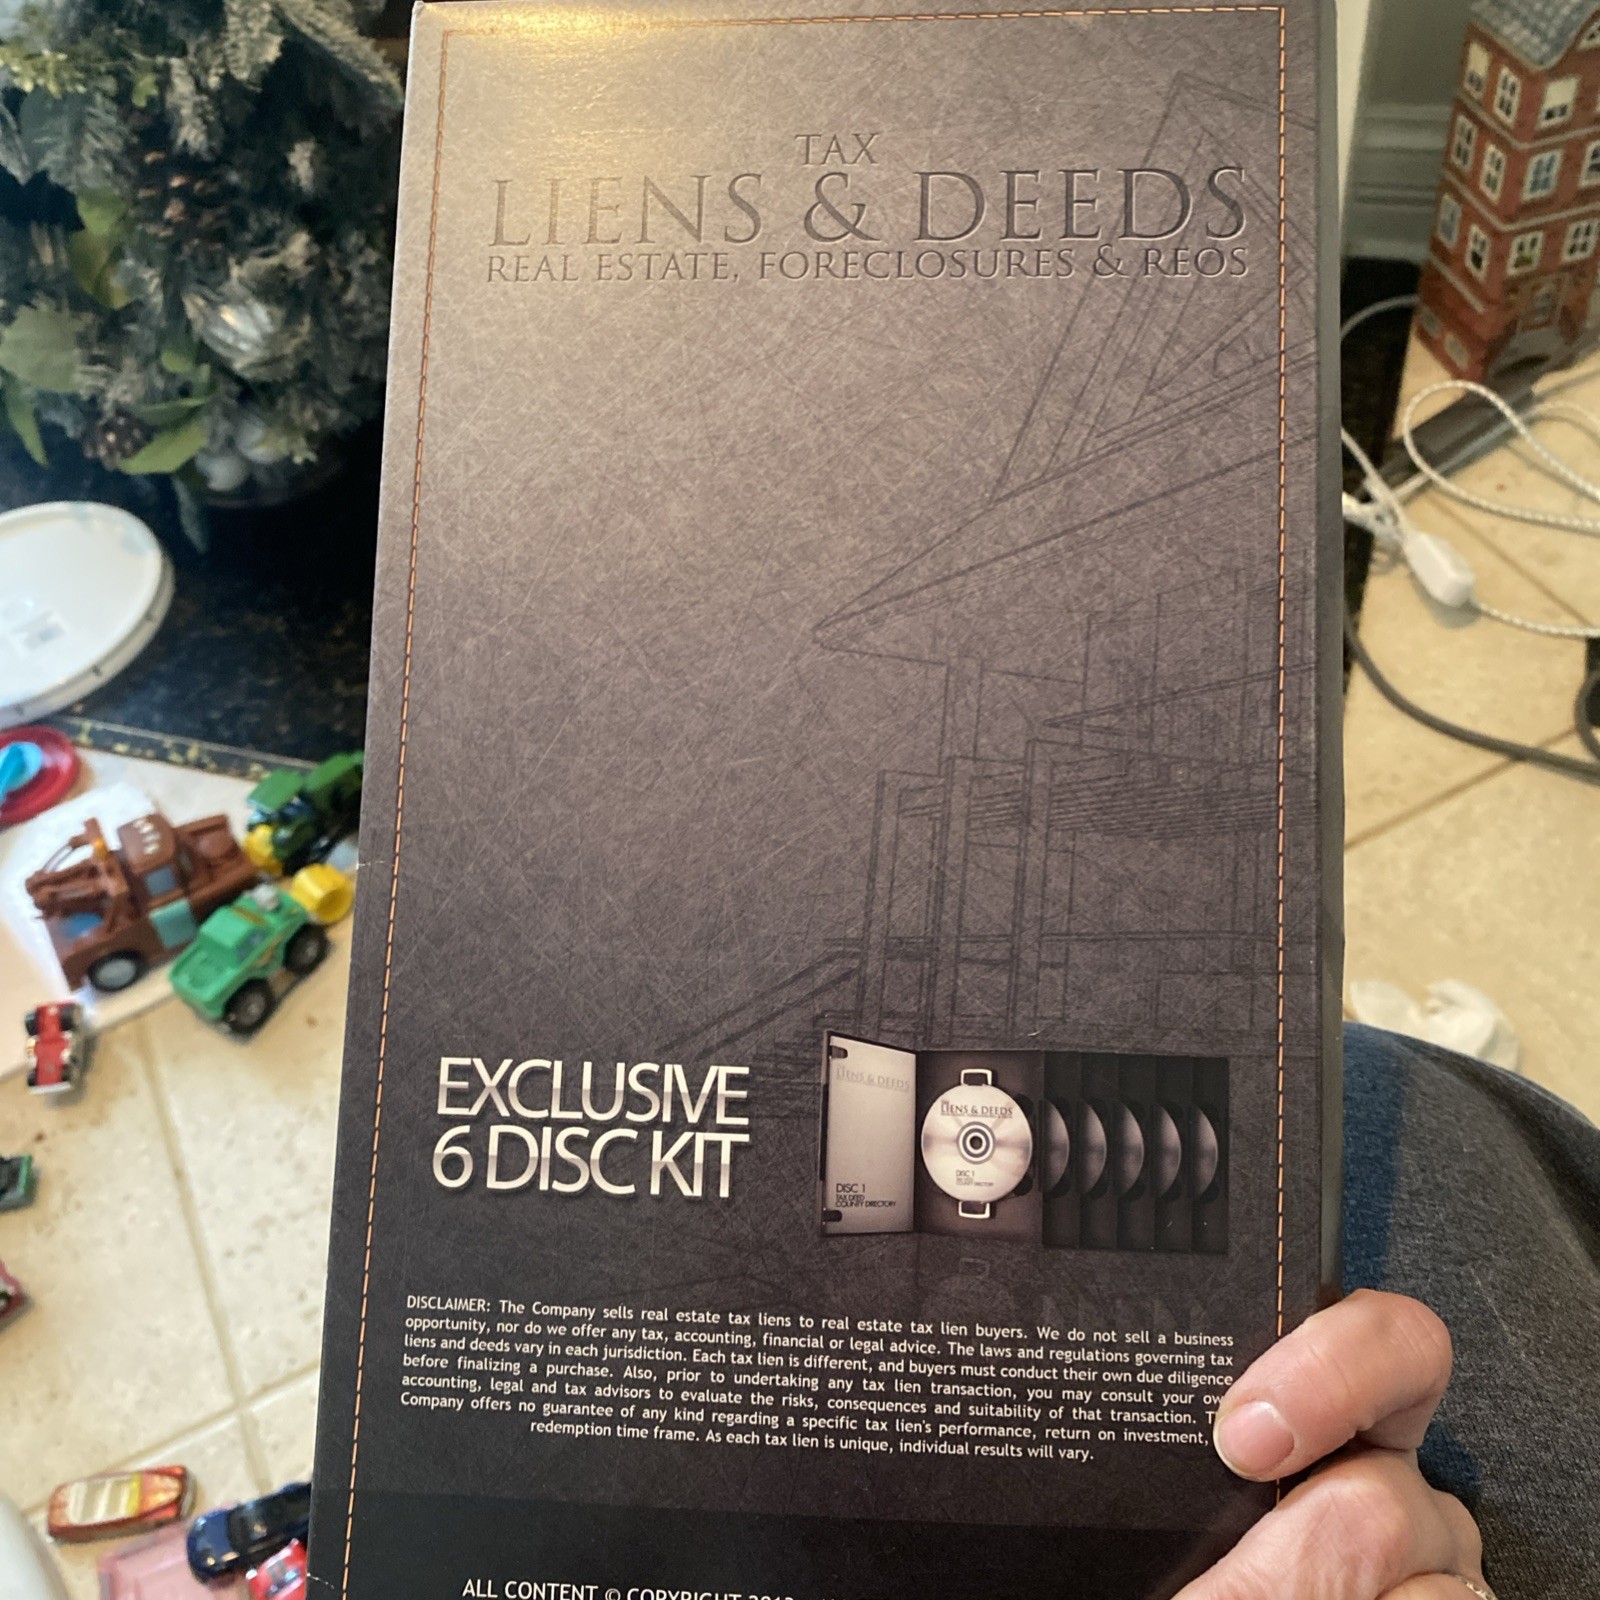 TAX
LIENS & DEEDS
REAL ESTATE, FORECLOSURES & REOS
EXCLUSIVE
6 DISC KIT
LIENS & DEEDS
DISC 1
TAX DEED
COUNTY DIRECTORY
LIENS & DEEDS
DISC 1
DISCLAIMER: The Company sells real estate tax liens to real estate tax lien buyers. We do not sell a business
opportunity, nor do we offer any tax, accounting, financial or legal advice. The laws and regulations governing tax
liens and deeds vary in each jurisdiction. Each tax lien is different, and buyers must conduct their own due diligence
before finalizing a purchase. Also, prior to undertaking any tax lien transaction, you may consult your ow
accounting, legal and tax advisors to evaluate the risks, consequences and suitability of that transaction. T
Company offers no guarantee of any kind regarding a specific tax lien's performance, return on investment,
redemption time frame. As each tax lien is unique, individual results will vary.
ALL CONTENT © COPYRIGHT